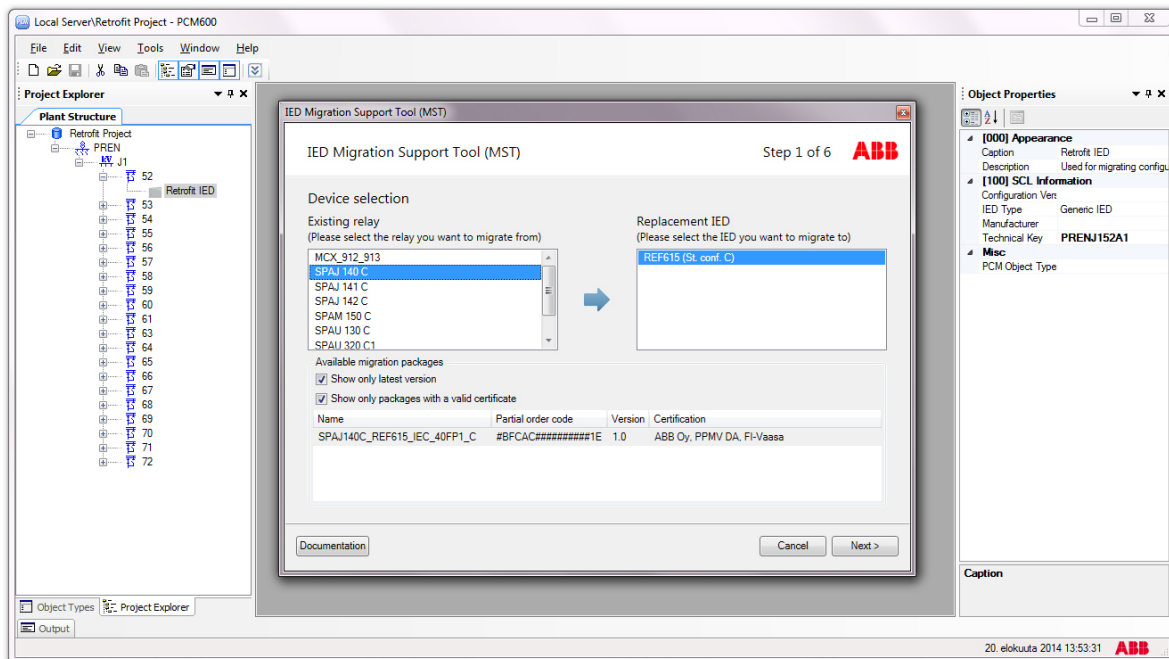 Local Server\Retrofit Project - PCM600
File Edit View Tools Window Help
Project Explorer
Plant Structure
Retrofit Project
PREN
J1
52
Retrofit IED
53
54
55
56
57
58
59
60
61
63
64
65
66
67
68
69
70
71
72
Object Types Project Explorer
Output
IED Migration Support Tool (MST)
IED Migration Support Tool (MST) Step 1 of 6 ABB
Device selection
Existing relay
(Please select the relay you want to migrate from)
MCX_912_913
SPAJ 140 C
SPAJ 141 C
SPAJ 142 C
SPAM 150 C
SPAU 130 C
SPAU 320 C1
Replacement IED
(Please select the IED you want to migrate to)
REF615 (St. conf. C)
Available migration packages
Show only latest version
Show only packages with a valid certificate
Name Partial order code Version Certification
SPAJ140C_REF615_IEC_40FP1_C #BFCAC##########1E 1.0 ABB Oy, PPMV DA, FI-Vaasa
Documentation Cancel Next >
Object Properties
[000] Appearance
Caption Retrofit IED
Description Used for migrating configu
[100] SCL Information
Configuration Vers
IED Type Generic IED
Manufacturer
Technical Key PRENJ152A1
Misc
PCM Object Type
Caption
20. elokuuta 2014 13:53:31 ABB